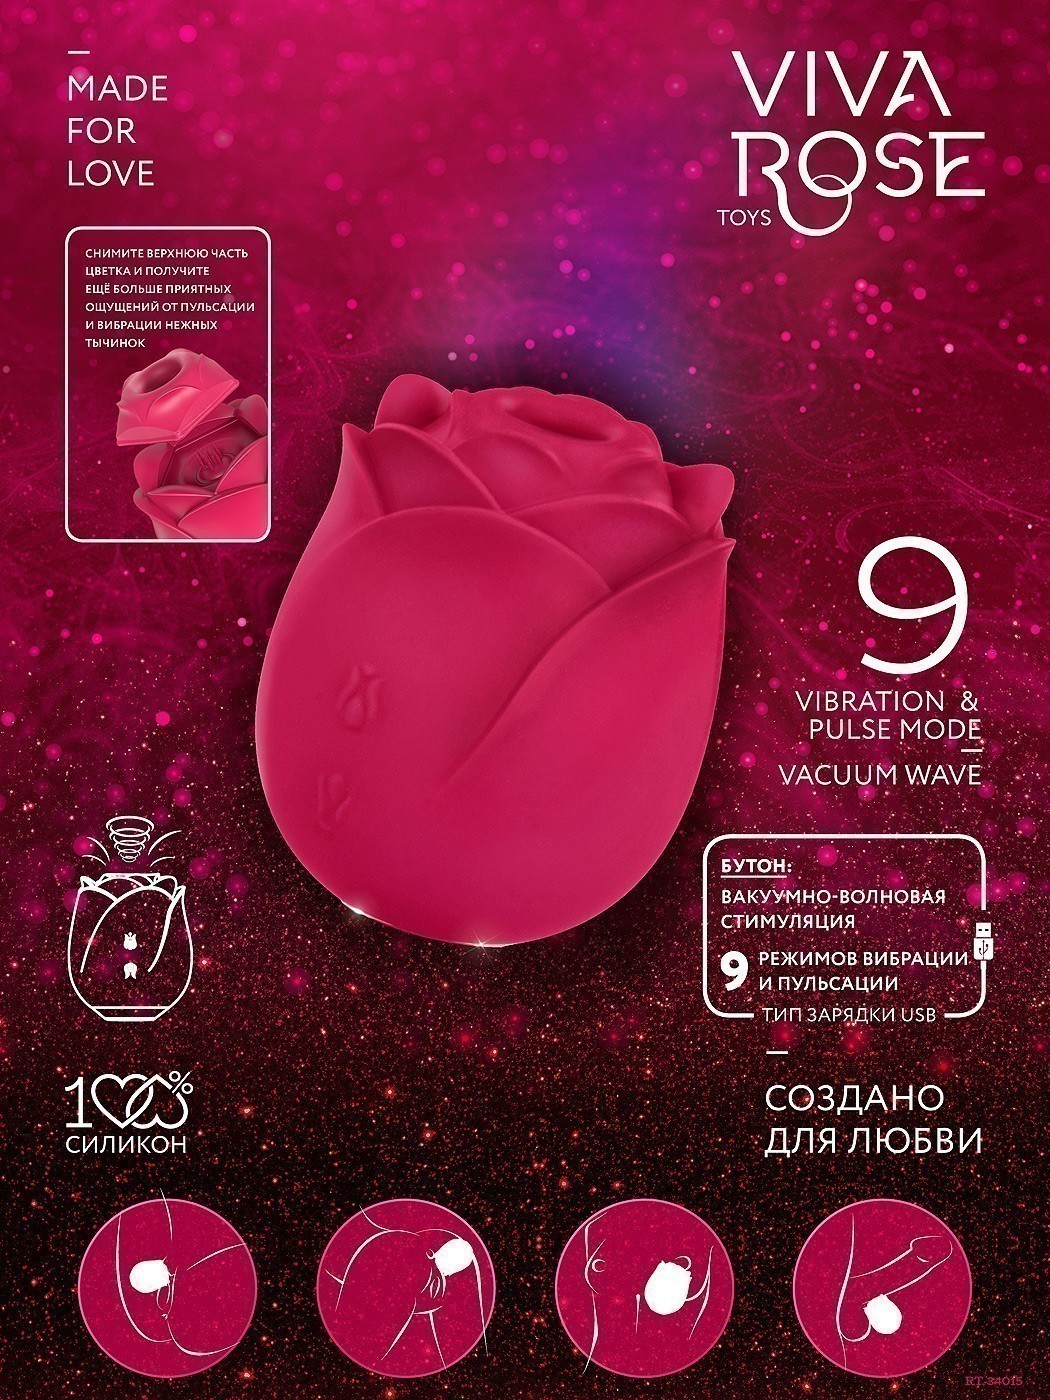 MADE
FOR
LOVE
VIVA
ROSE
TOYS
СНИМИТЕ ВЕРХНЮЮ ЧАСТЬ
ЦВЕТКА И ПОЛУЧИТЕ
ЕЩЁ БОЛЬШЕ ПРИЯТНЫХ
ОЩУЩЕНИЙ ОТ ПУЛЬСАЦИИ
И ВИБРАЦИИ НЕЖНЫХ
ТЫЧИНОК
9
VIBRATION &
PULSE MODE
VACUUM WAVE
БУТОН:
ВАКУУМНО-ВОЛНОВАЯ
СТИМУЛЯЦИЯ
9 РЕЖИМОВ ВИБРАЦИИ
И ПУЛЬСАЦИИ
ТИП ЗАРЯДКИ USB
100%
СИЛИКОН
СОЗДАНО
ДЛЯ ЛЮБВИ
RT-34015